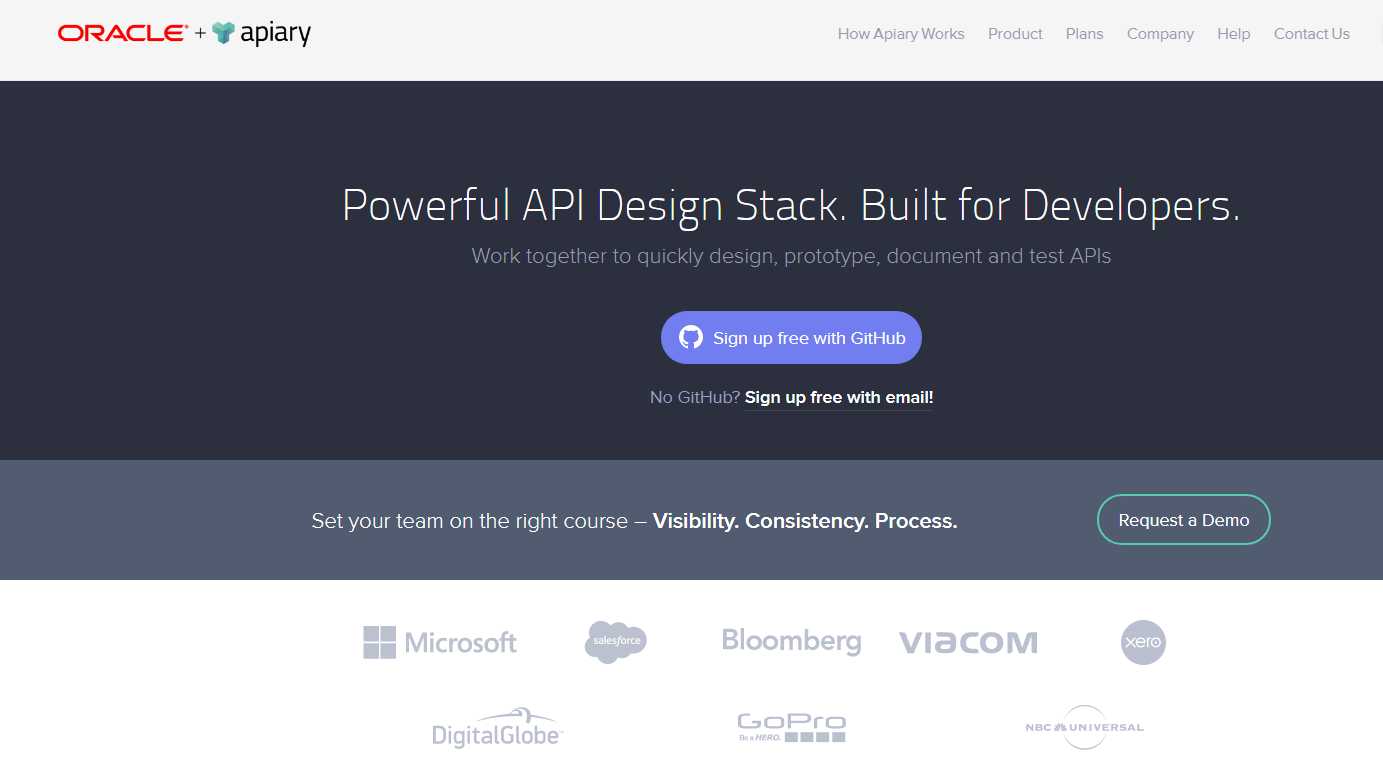 ORACLE + apiary
How Apiary Works Product Plans Company Help Contact Us
Powerful API Design Stack. Built for Developers.
Work together to quickly design, prototype, document and test APIs
Sign up free with GitHub
No GitHub? Sign up free with email!
Set your team on the right course – Visibility. Consistency. Process.
Request a Demo
Microsoft salesforce Bloomberg VIACOM xero
DigitalGlobe GoPro NBC UNIVERSAL
Be a HERO.